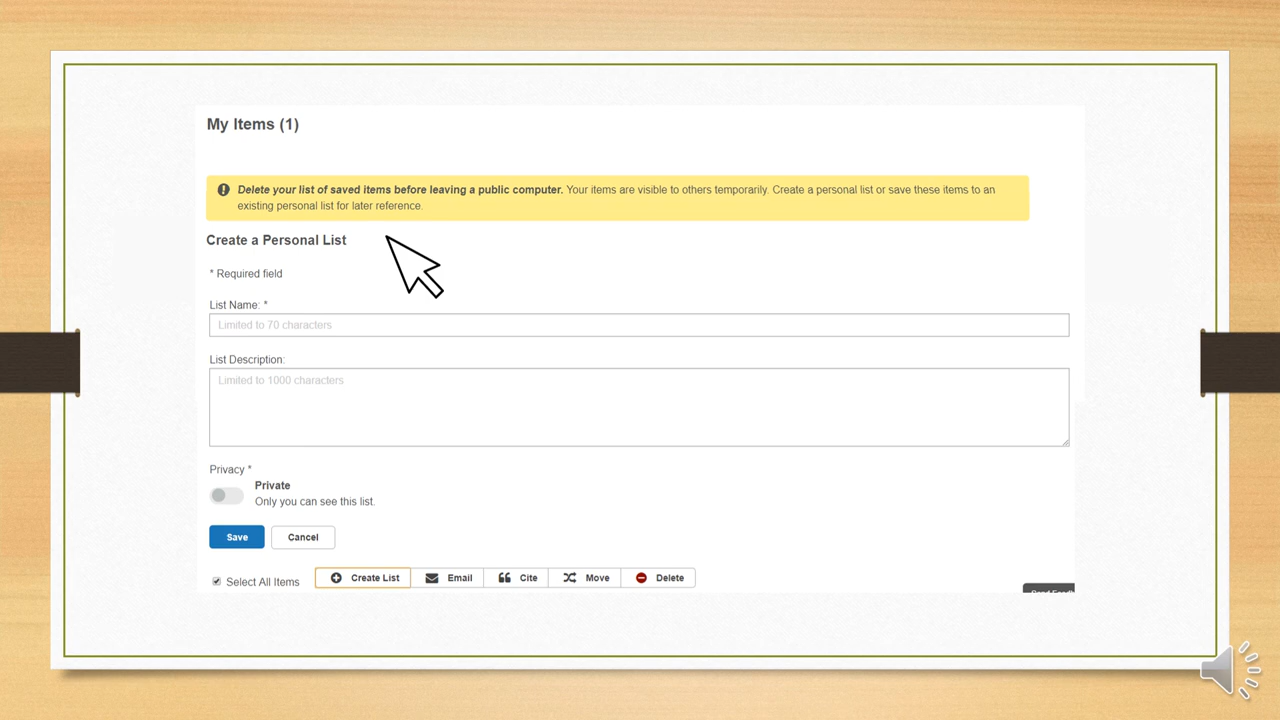 My Items (1)
Delete your list of saved items before leaving a public computer. Your items are visible to others temporarily. Create a personal list or save these items to an
existing personal list for later reference.
Create a Personal List
* Required field
List Name: *
Limited to 70 characters
List Description:
Limited to 1000 characters
Privacy *
Private
Only you can see this list.
Save Cancel
Select All Items Create List Email Cite Move Delete